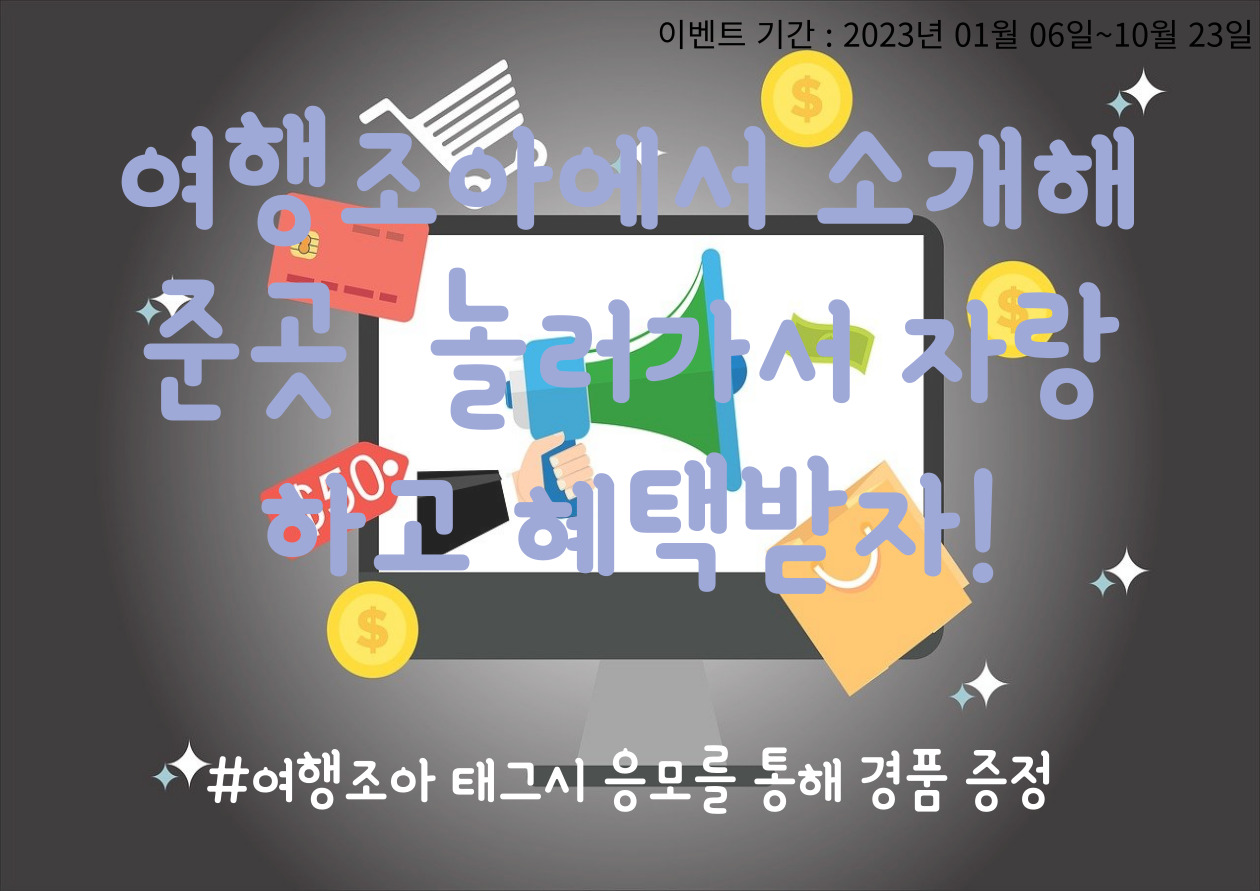 이벤트 기간 : 2023년 01월 06일~10월 23일
여행조아에서 소개해
준곳 놀러가서 자랑
$50
하고 혜택받자!
#여행조아 태그시 응모를 통해 경품 증정